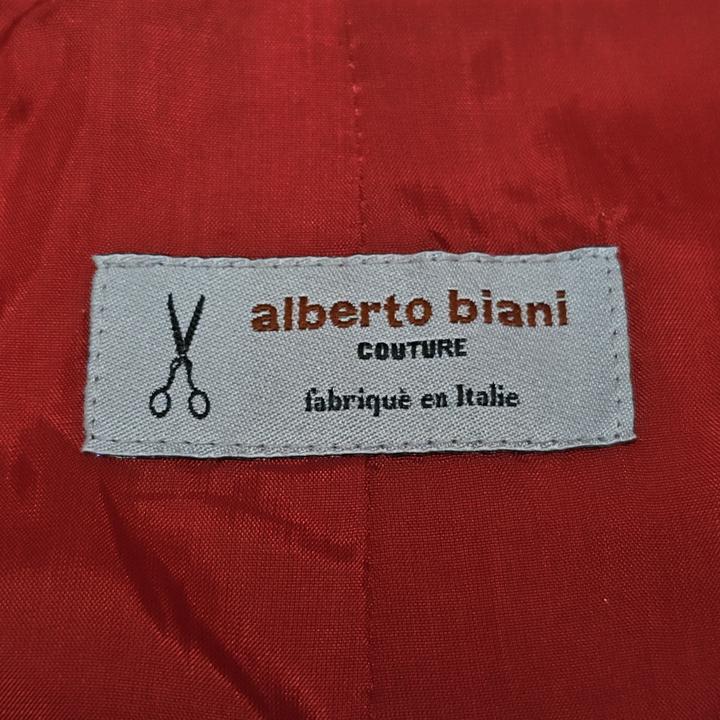 alberto biani
COUTURE
fabriquè en Italie